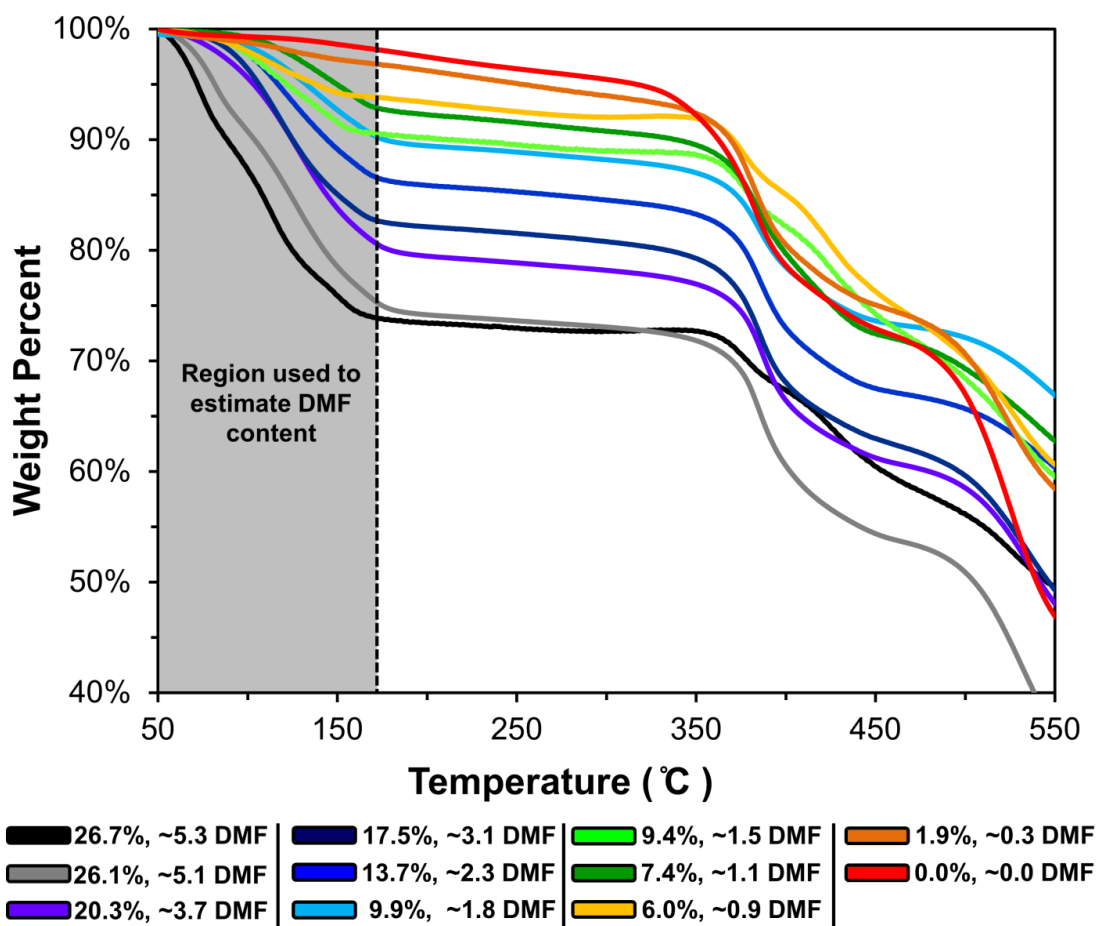 100%
90%
80%
70%
60%
50%
40%
Weight Percent
Region used to
estimate DMF
content
50
150
250
350
450
550
Temperature (℃)
26.7%, ~5.3 DMF
26.1%, ~5.1 DMF
20.3%, ~3.7 DMF
17.5%, ~3.1 DMF
13.7%, ~2.3 DMF
9.9%, ~1.8 DMF
9.4%, ~1.5 DMF
7.4%, ~1.1 DMF
6.0%, ~0.9 DMF
1.9%, ~0.3 DMF
0.0%, ~0.0 DMF